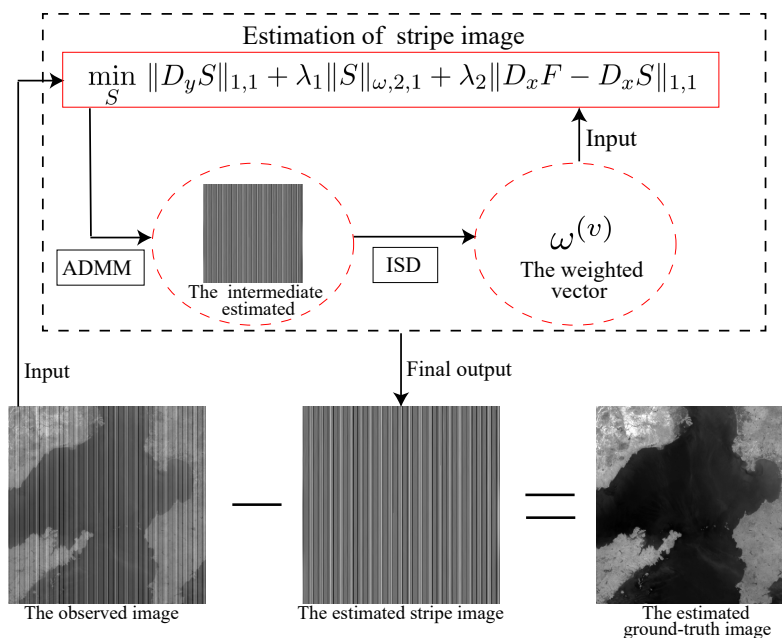 Estimation of stripe image
min_S ‖D_yS‖_{1,1} + λ_1‖S‖_{ω,2,1} + λ_2‖D_xF − D_xS‖_{1,1}
Input
ADMM
The intermediate
estimated
ISD
ω^{(v)}
The weighted
vector
Input
Final output
The observed image
The estimated stripe image
The estimated
ground-truth image